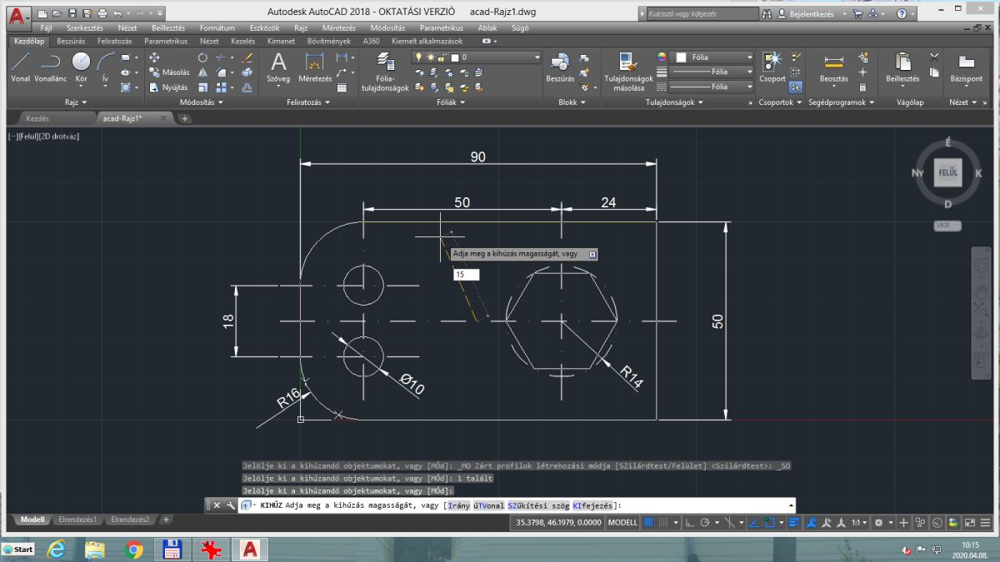 Autodesk AutoCAD 2018 - OKTATÁSI VERZIÓ acad-Rajz1.dwg
Kulcsszó vagy kifejezés
Bejelentkezés
Fájl Szerkesztés Nézet Beillesztés Formátum Eszközök Rajz Méretezés Módosítás Parametrikus Ablak Súgó
Kezdőlap Beszúrás Feliratozás Parametrikus Nézet Kezelés Kimenet Bővítmények A360 Kiemelt alkalmazások
Vonal Vonallánc Kör Ív
Másolás
Nyújtás
Szöveg Méretezés
Fólia-
tulajdonságok
0
Beszúrás
Tulajdonságok
másolása
Fólia
Fólia
Fólia
Csoport
Beosztás
Beillesztés
Bázispont
Rajz Módosítás Feliratozás Fóliák Blokk Tulajdonságok Csoportok Segédprogramok Vágólap Nézet
Kezdés acad-Rajz1*
[−][Felül][2D drótváz]
É
NY FELÜL K
D
VKR
90
50 24
Adja meg a kihúzás magasságát, vagy
15
18
50
Ø10
R14
R16
Jelölje ki a kihúzandó objektumokat, vagy [MÓd]: _MO Zárt profilok létrehozási módja [SZilárdtest/Felület] <Szilárdtest>: _SO
Jelölje ki a kihúzandó objektumokat, vagy [MÓd]: 1 talált
Jelölje ki a kihúzandó objektumokat, vagy [MÓd]:
KIHÚZ Adja meg a kihúzás magasságát, vagy [Irány úTVonal SZűkítési szög KIfejezés]:
Modell Elrendezés1 Elrendezés2
35.3798, 46.1979, 0.0000 MODELL
1:1
Start
10:15
2020.04.08.